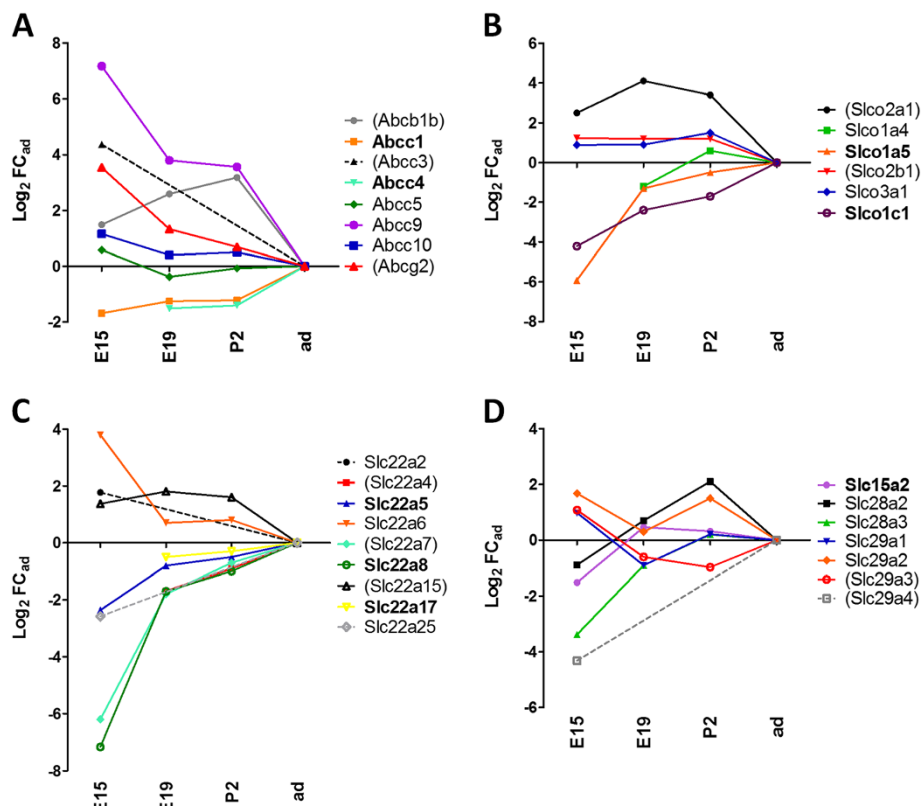 A
Log2 FCad
8
6
4
2
0
-2
E15
E19
P2
ad
(Abcb1b)
Abcc1
(Abcc3)
Abcc4
Abcc5
Abcc9
Abcc10
(Abcg2)
B
Log2 FCad
6
4
2
0
-2
-4
-6
-8
E15
E19
P2
ad
(Slco2a1)
Slco1a4
Slco1a5
(Slco2b1)
Slco3a1
Slco1c1
C
Log2 FCad
4
2
0
-2
-4
-6
-8
E15
E19
P2
ad
Slc22a2
(Slc22a4)
Slc22a5
Slc22a6
(Slc22a7)
Slc22a8
(Slc22a15)
Slc22a17
Slc22a25
D
Log2 FCad
4
2
0
-2
-4
-6
E15
E19
P2
ad
Slc15a2
Slc28a2
Slc28a3
Slc29a1
Slc29a2
(Slc29a3)
(Slc29a4)